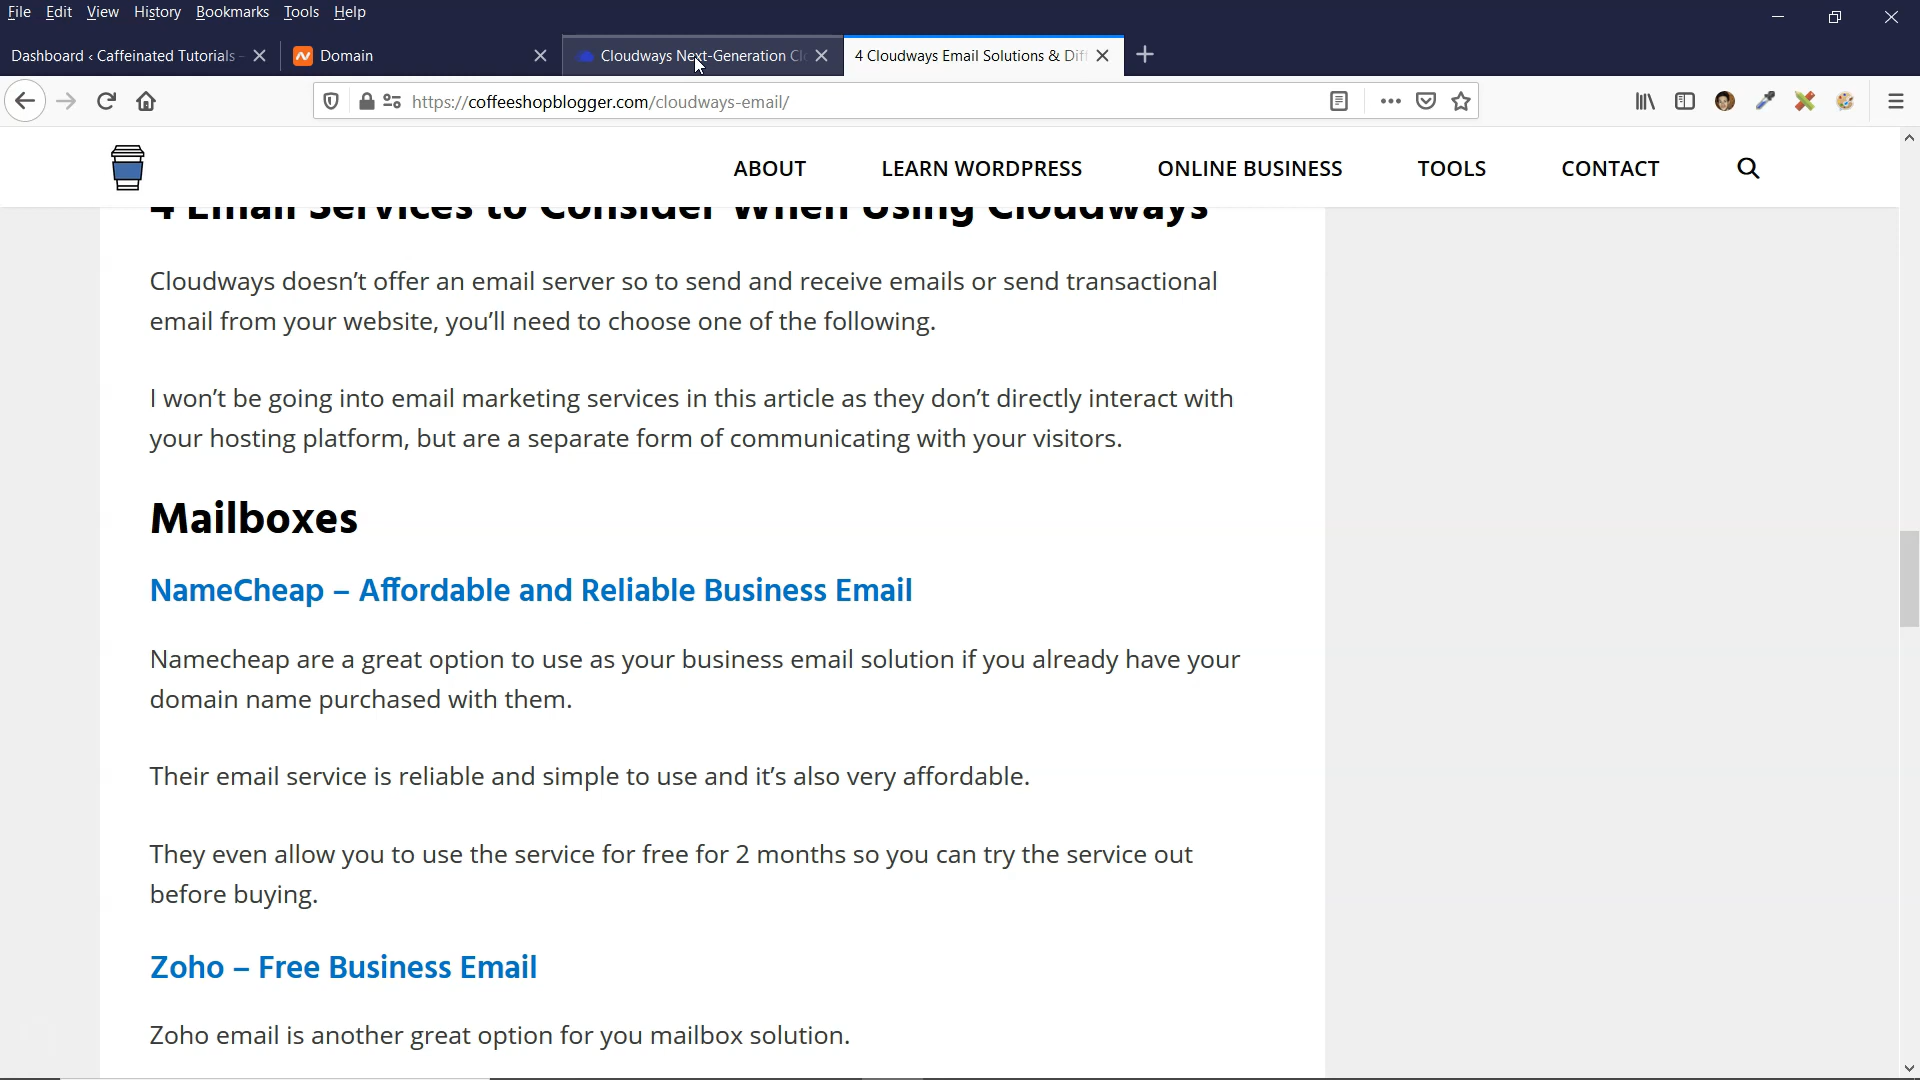 File Edit View History Bookmarks Tools Help
Dashboard ‹ Caffeinated Tutorials –
Domain
Cloudways Next-Generation Cl
4 Cloudways Email Solutions & Dif
https://coffeeshopblogger.com/cloudways-email/
ABOUT LEARN WORDPRESS ONLINE BUSINESS TOOLS CONTACT
4 Email Services to Consider When Using Cloudways
Cloudways doesn’t offer an email server so to send and receive emails or send transactional
email from your website, you’ll need to choose one of the following.
I won’t be going into email marketing services in this article as they don’t directly interact with
your hosting platform, but are a separate form of communicating with your visitors.
Mailboxes
NameCheap – Affordable and Reliable Business Email
Namecheap are a great option to use as your business email solution if you already have your
domain name purchased with them.
Their email service is reliable and simple to use and it’s also very affordable.
They even allow you to use the service for free for 2 months so you can try the service out
before buying.
Zoho – Free Business Email
Zoho email is another great option for you mailbox solution.